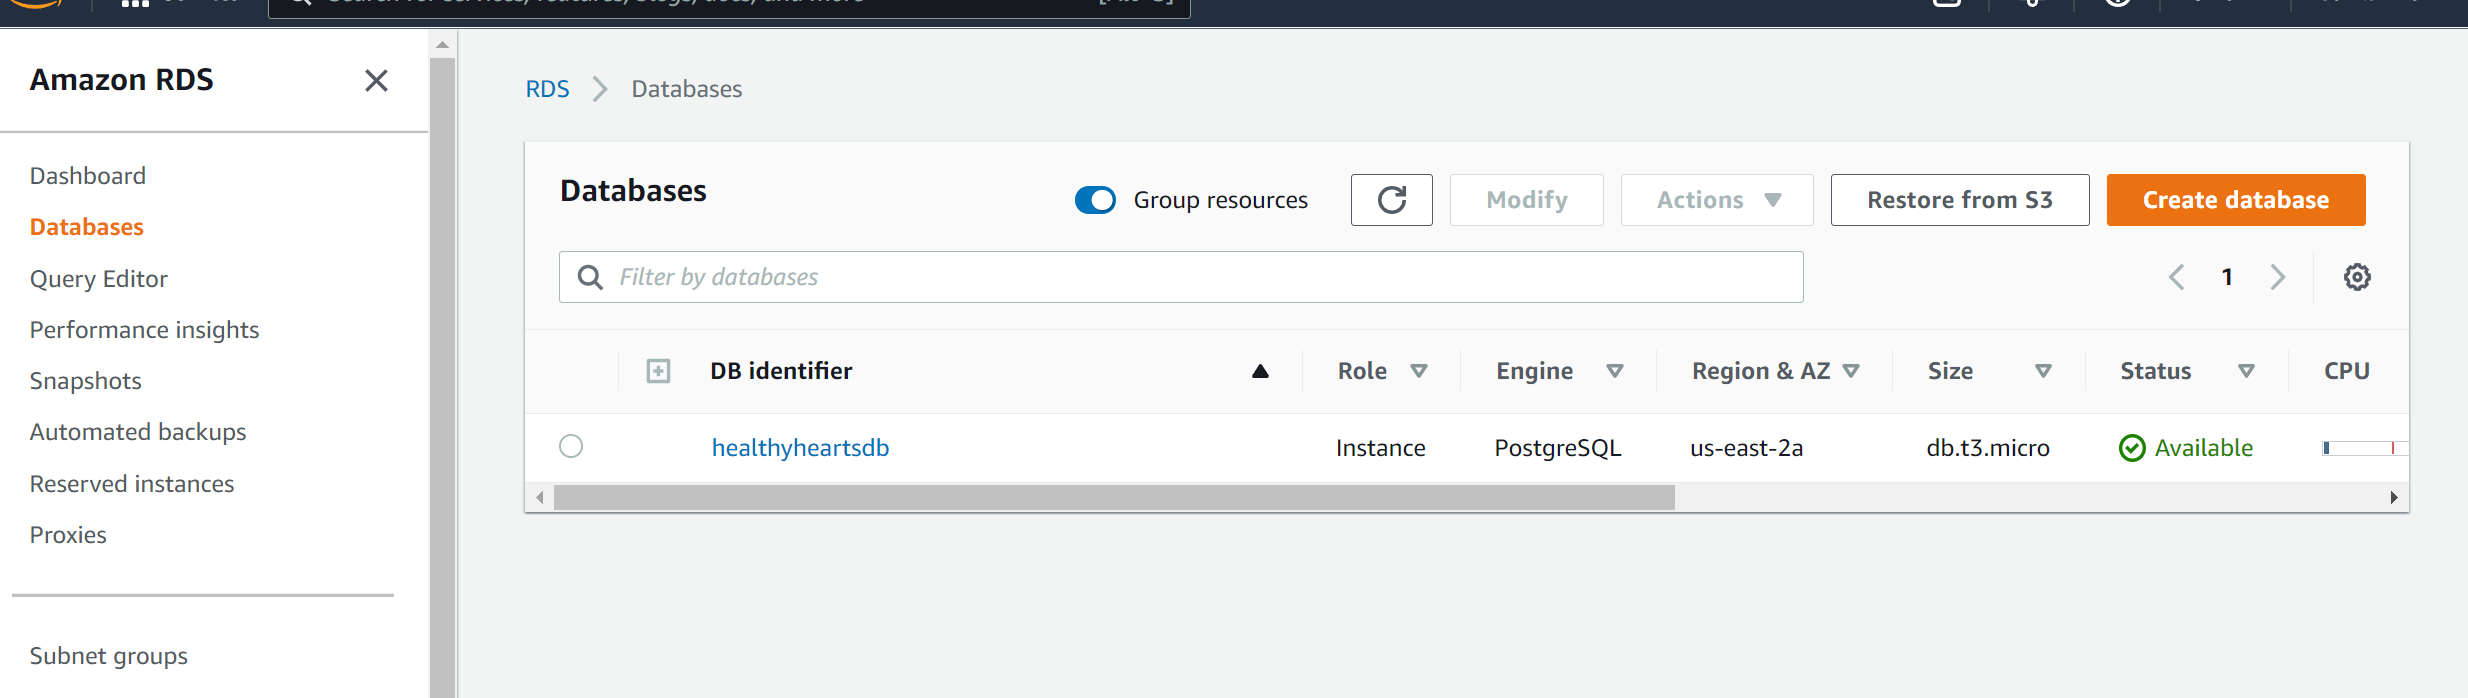 Amazon RDS
Dashboard
Databases
Query Editor
Performance insights
Snapshots
Automated backups
Reserved instances
Proxies
Subnet groups
RDS
Databases
Databases
Group resources
Modify
Actions
Restore from S3
Create database
Filter by databases
1
DB identifier Role Engine Region & AZ Size Status CPU
healthyheartsdb Instance PostgreSQL us-east-2a db.t3.micro Available